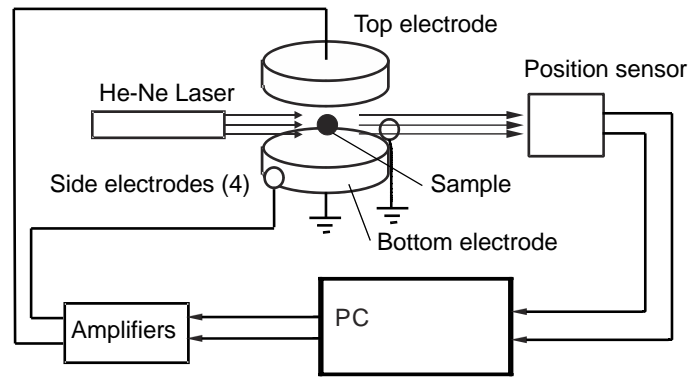 Top electrode
Position sensor
He-Ne Laser
Side electrodes (4)
Sample
Bottom electrode
Amplifiers
PC